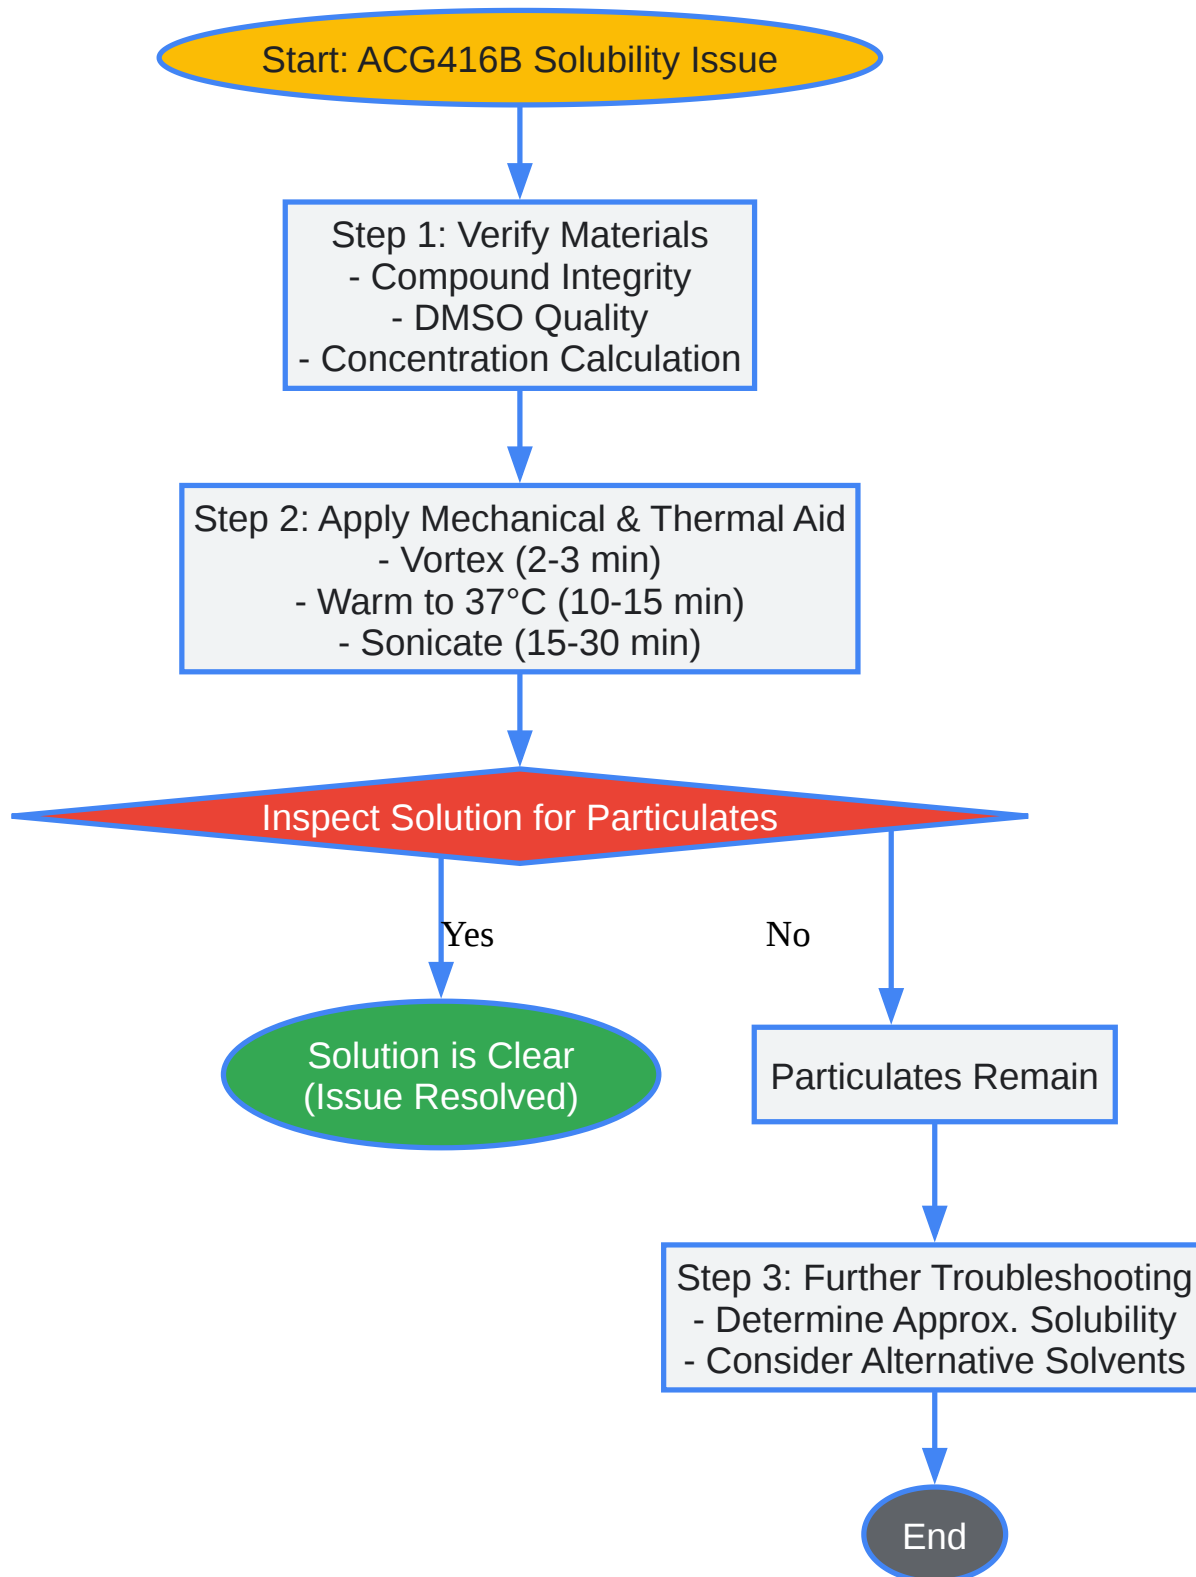 Start: ACG416B Solubility Issue
Step 1: Verify Materials
- Compound Integrity
- DMSO Quality
- Concentration Calculation
Step 2: Apply Mechanical & Thermal Aid
- Vortex (2-3 min)
- Warm to 37°C (10-15 min)
- Sonicate (15-30 min)
Inspect Solution for Particulates
Yes
No
Solution is Clear
(Issue Resolved)
Particulates Remain
Step 3: Further Troubleshooting
- Determine Approx. Solubility
- Consider Alternative Solvents
End